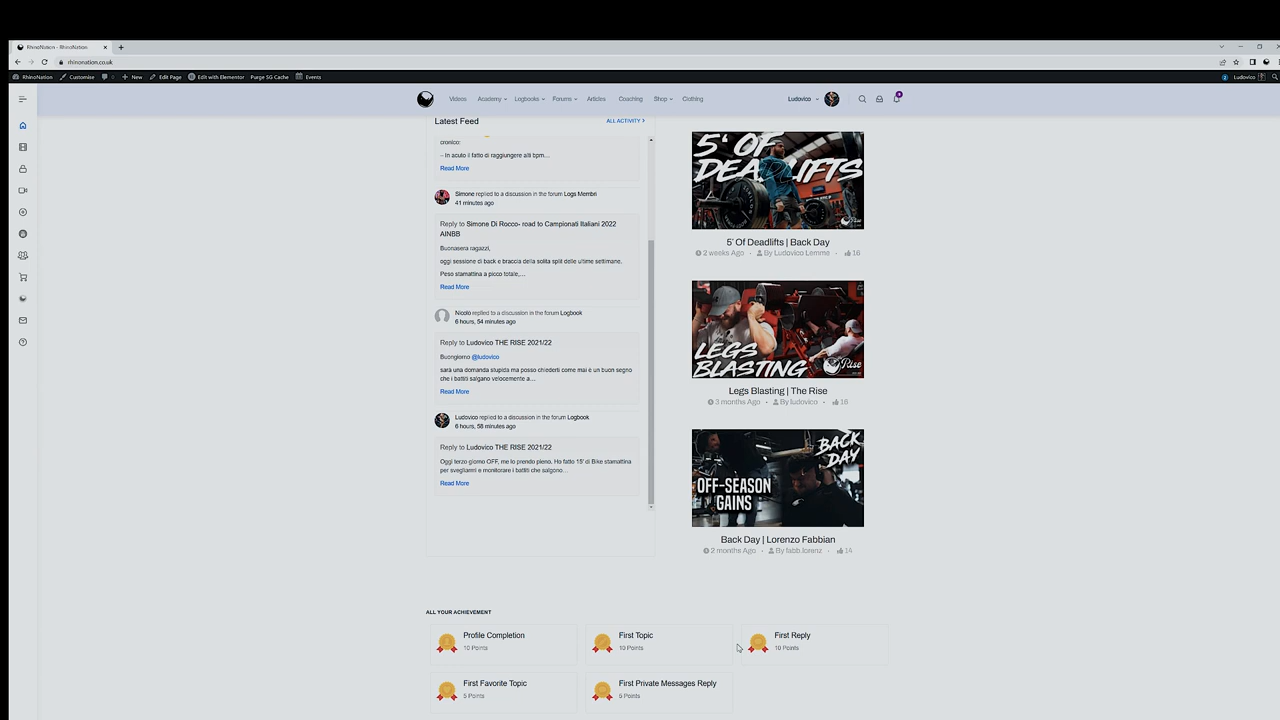 RhinoNation - RhinoNation
rhinonation.co.uk
RhinoNation Customise 0 New Edit Page Edit with Elementor Purge SG Cache Events
Ludovico
Videos Academy Logbooks Forums Articles Coaching Shop Clothing
Ludovico
Latest Feed
ALL ACTIVITY
cronico:
– In acuto il fatto di raggiungere alti bpm…
Read More
Simone replied to a discussion in the forum Logs Membri
41 minutes ago
Reply to Simone Di Rocco- road to Campionati Italiani 2022
AINBB
Buonasera ragazzi,
oggi sessione di back e braccia della solita split delle ultime settimane.
Peso stamattina a picco totale,…
Read More
Nicolò replied to a discussion in the forum Logbook
6 hours, 54 minutes ago
Reply to Ludovico THE RISE 2021/22
Buongiorno @ludovico
sarà una domanda stupida ma posso chiederti come mai è un buon segno
che i battiti salgano velocemente a…
Read More
Ludovico replied to a discussion in the forum Logbook
6 hours, 58 minutes ago
Reply to Ludovico THE RISE 2021/22
Oggi terzo giorno OFF, me lo prendo pieno. Ho fatto 15' di Bike stamattina
per svegliarmi e monitorare i battiti che salgono…
Read More
5' OF
DEADLIFTS
5' Of Deadlifts | Back Day
2 weeks Ago • By Ludovico Lemme • 16
LEGS
BLASTING
Rise
Legs Blasting | The Rise
3 months Ago • By ludovico • 18
BACK
DAY
OFF-SEASON
GAINS
Back Day | Lorenzo Fabbian
2 months Ago • By fabb.lorenz • 14
ALL YOUR ACHIEVEMENT
Profile Completion
10 Points
First Topic
10 Points
First Reply
10 Points
First Favorite Topic
5 Points
First Private Messages Reply
5 Points